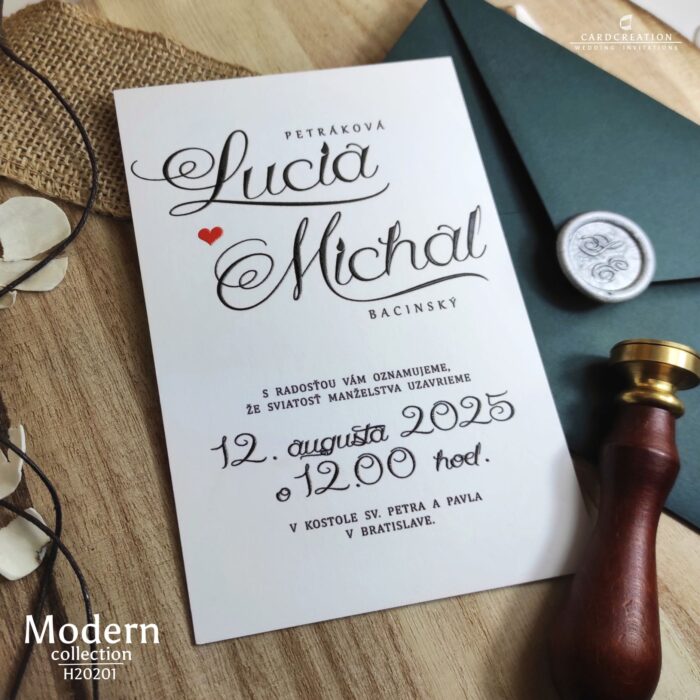 CARDCREATION
WEDDING INVITATIONS
PETRÁKOVÁ
Lucia
Michal
BACINSKÝ
S RADOSŤOU VÁM OZNAMUJEME,
ŽE SVIATOSŤ MANŽELSTVA UZAVRIEME
12. augusta 2025
o 12.00 hod.
V KOSTOLE SV. PETRA A PAVLA
V BRATISLAVE.
Modern
collection
H20201